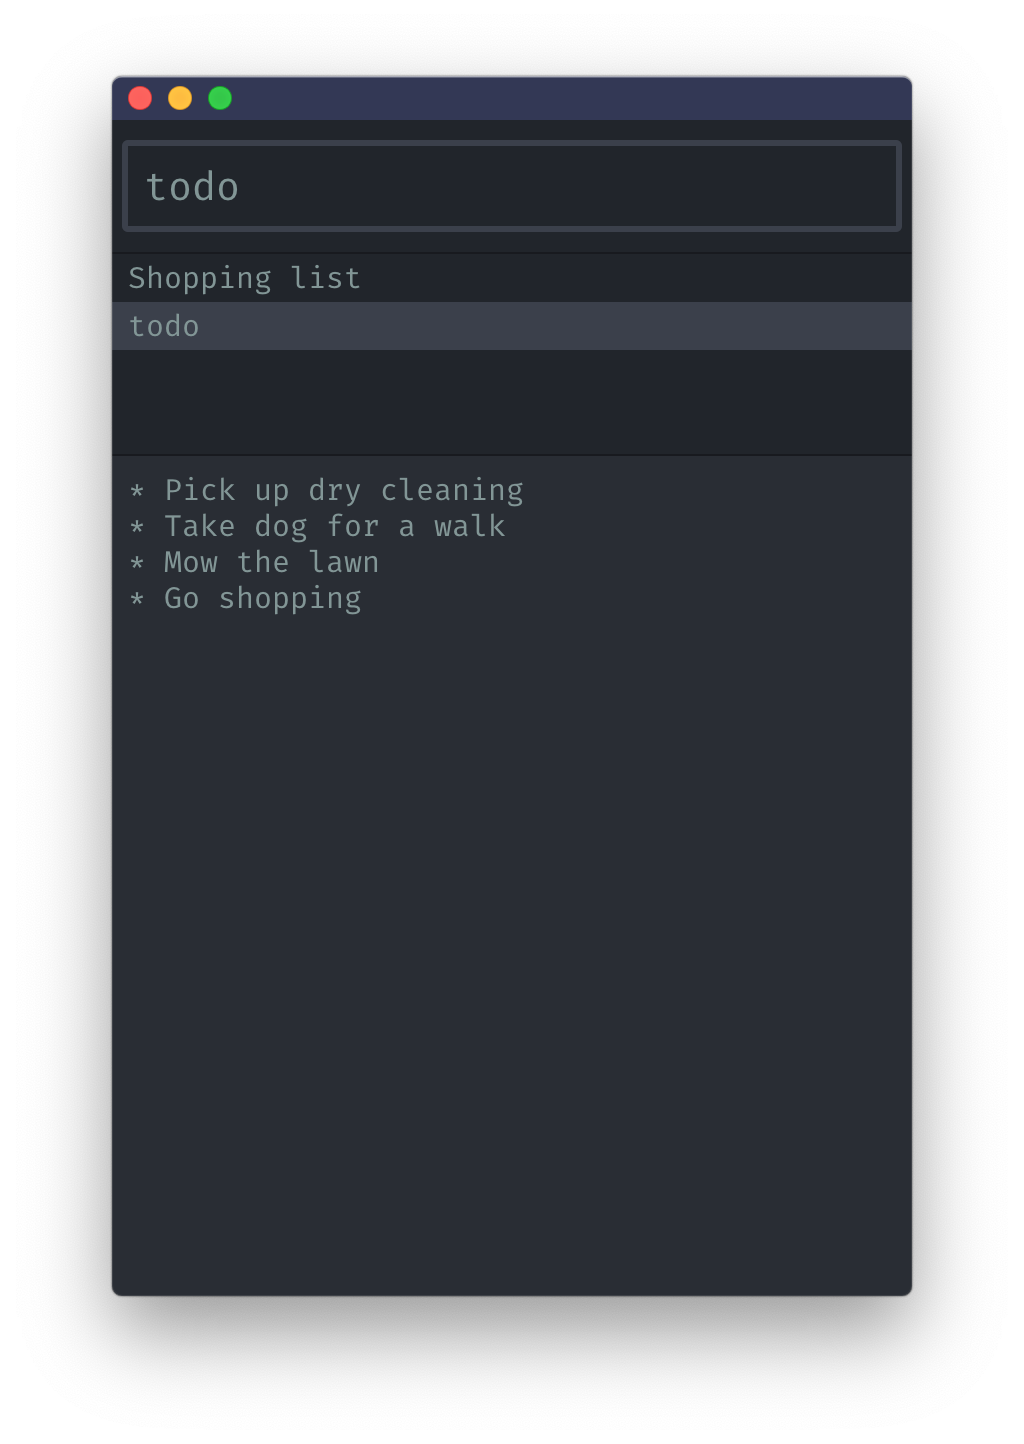 todo
Shopping list
todo
* Pick up dry cleaning
* Take dog for a walk
* Mow the lawn
* Go shopping